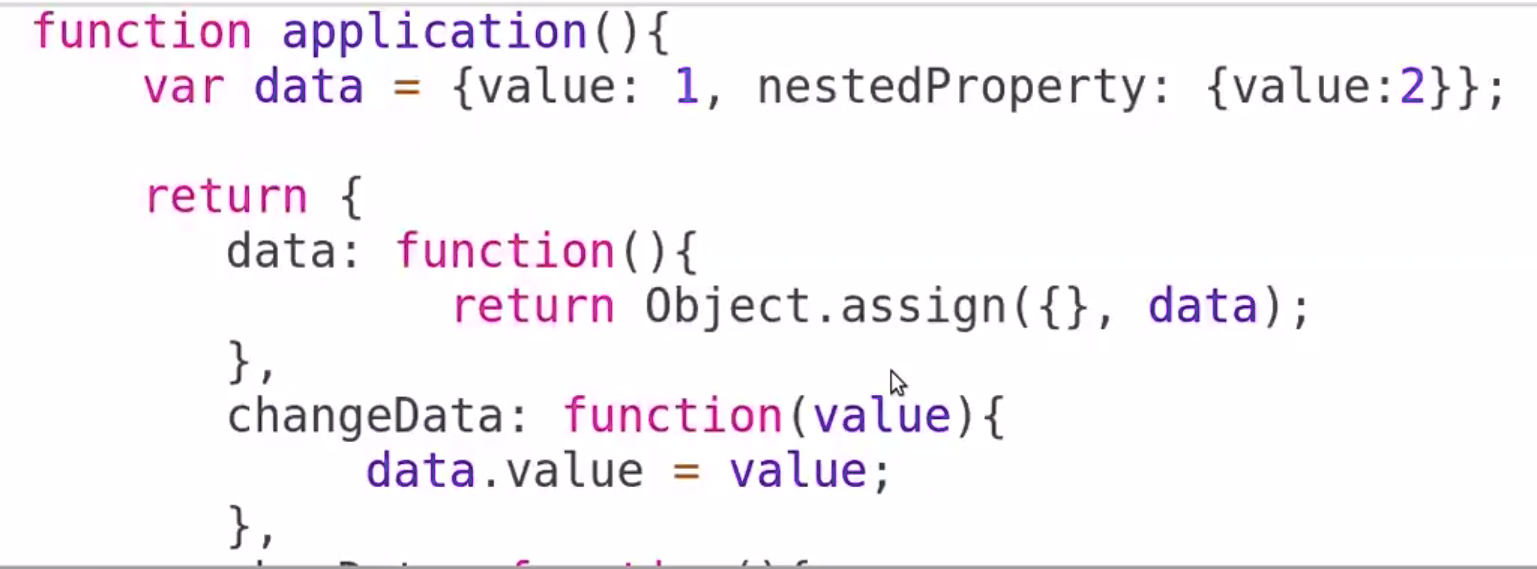 function application(){
var data = {value: 1, nestedProperty: {value:2}};
return {
data: function(){
return Object.assign({}, data);
},
changeData: function(value){
data.value = value;
},